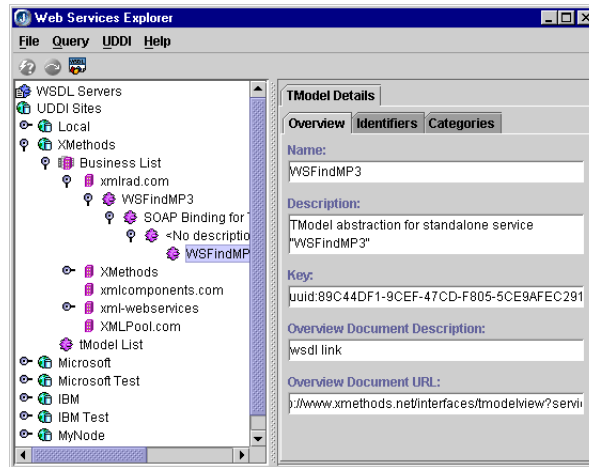 Web Services Explorer
File Query UDDI Help
WSDL Servers
UDDI Sites
Local
XMethods
Business List
xmlrad.com
WSFindMP3
SOAP Binding for
<No descriptio
WSFindMP
XMethods
xmlcomponents.com
xml-webservices
XMLPool.com
tModel List
Microsoft
Microsoft Test
IBM
IBM Test
MyNode
TModel Details
Overview Identifiers Categories
Name:
WSFindMP3
Description:
TModel abstraction for standalone service
"WSFindMP3"
Key:
uuid:89C44DF1-9CEF-47CD-F805-5CE9AFEC291
Overview Document Description:
wsdl link
Overview Document URL:
://www.xmethods.net/interfaces/tmodelview?servi